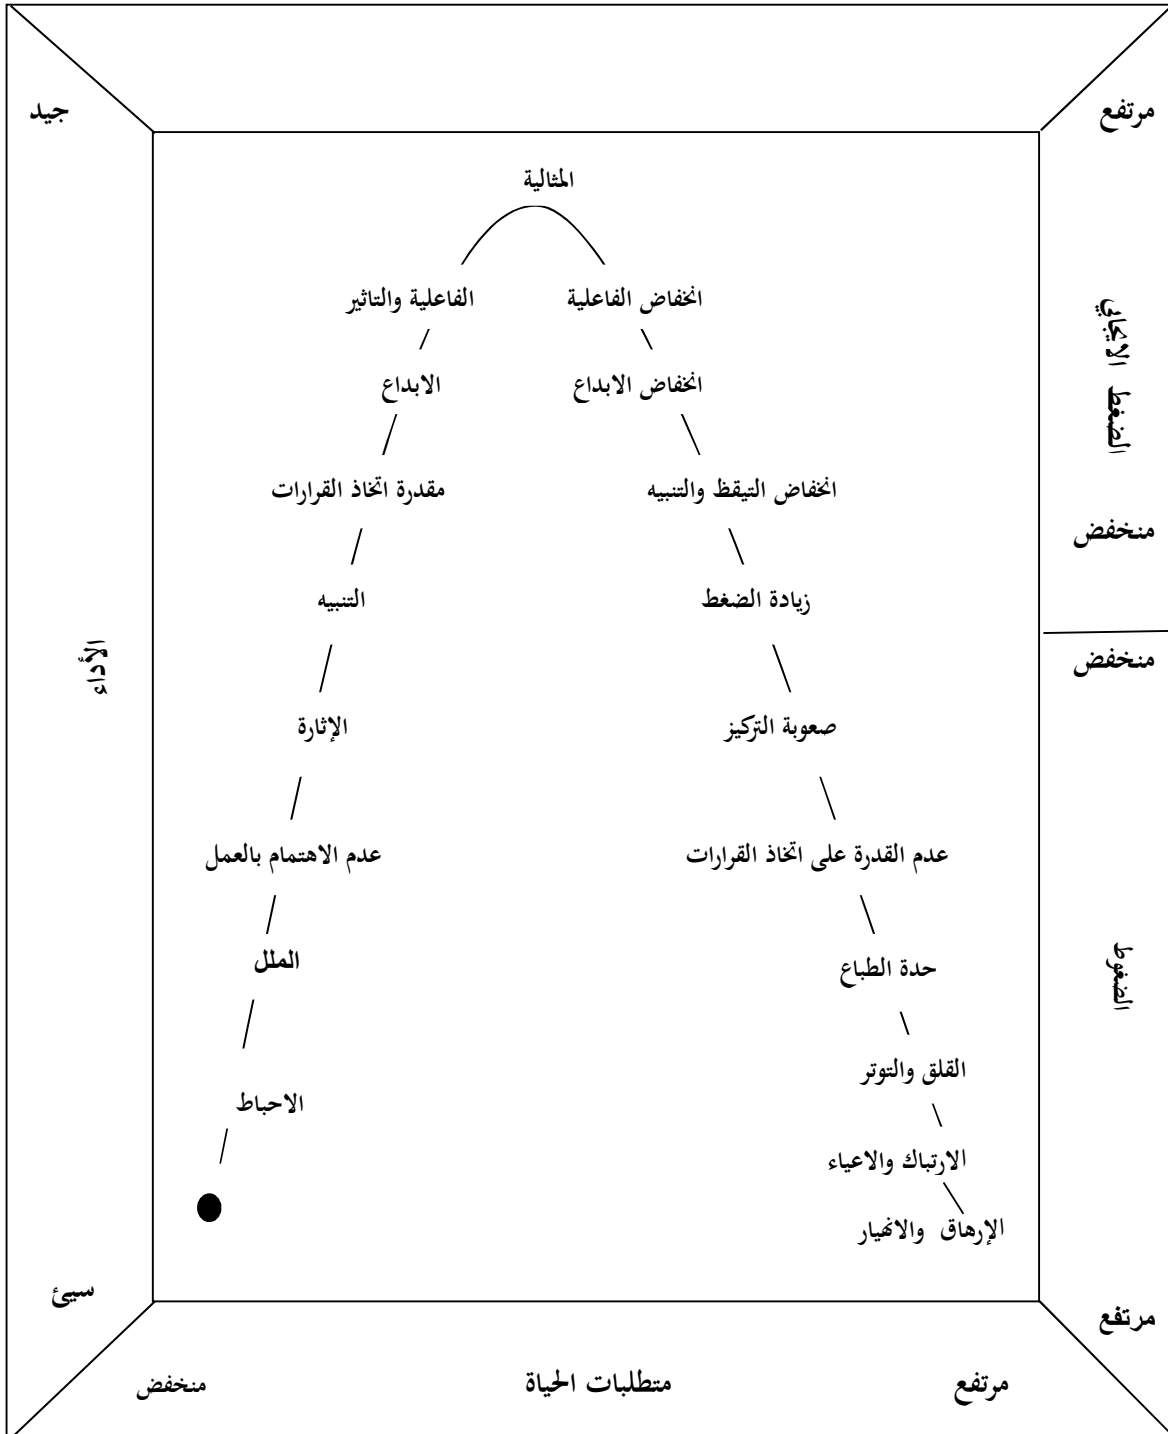 مرتفع
جيد
المثالية
انخفاض الفاعلية
الفاعلية والتاثير
الضغط الايجابي
انخفاض الابداع
الابداع
انخفاض التيقظ والتنبيه
مقدرة اتخاذ القرارات
منخفض
زيادة الضغط
التنبيه
منخفض
الأداء
صعوبة التركيز
الإثارة
عدم القدرة على اتخاذ القرارات
عدم الاهتمام بالعمل
الضغوط
حدة الطباع
الملل
القلق والتوتر
الاحباط
الارتباك والاعياء
الإرهاق والانهيار
سيئ
مرتفع
مرتفع
متطلبات الحياة
منخفض